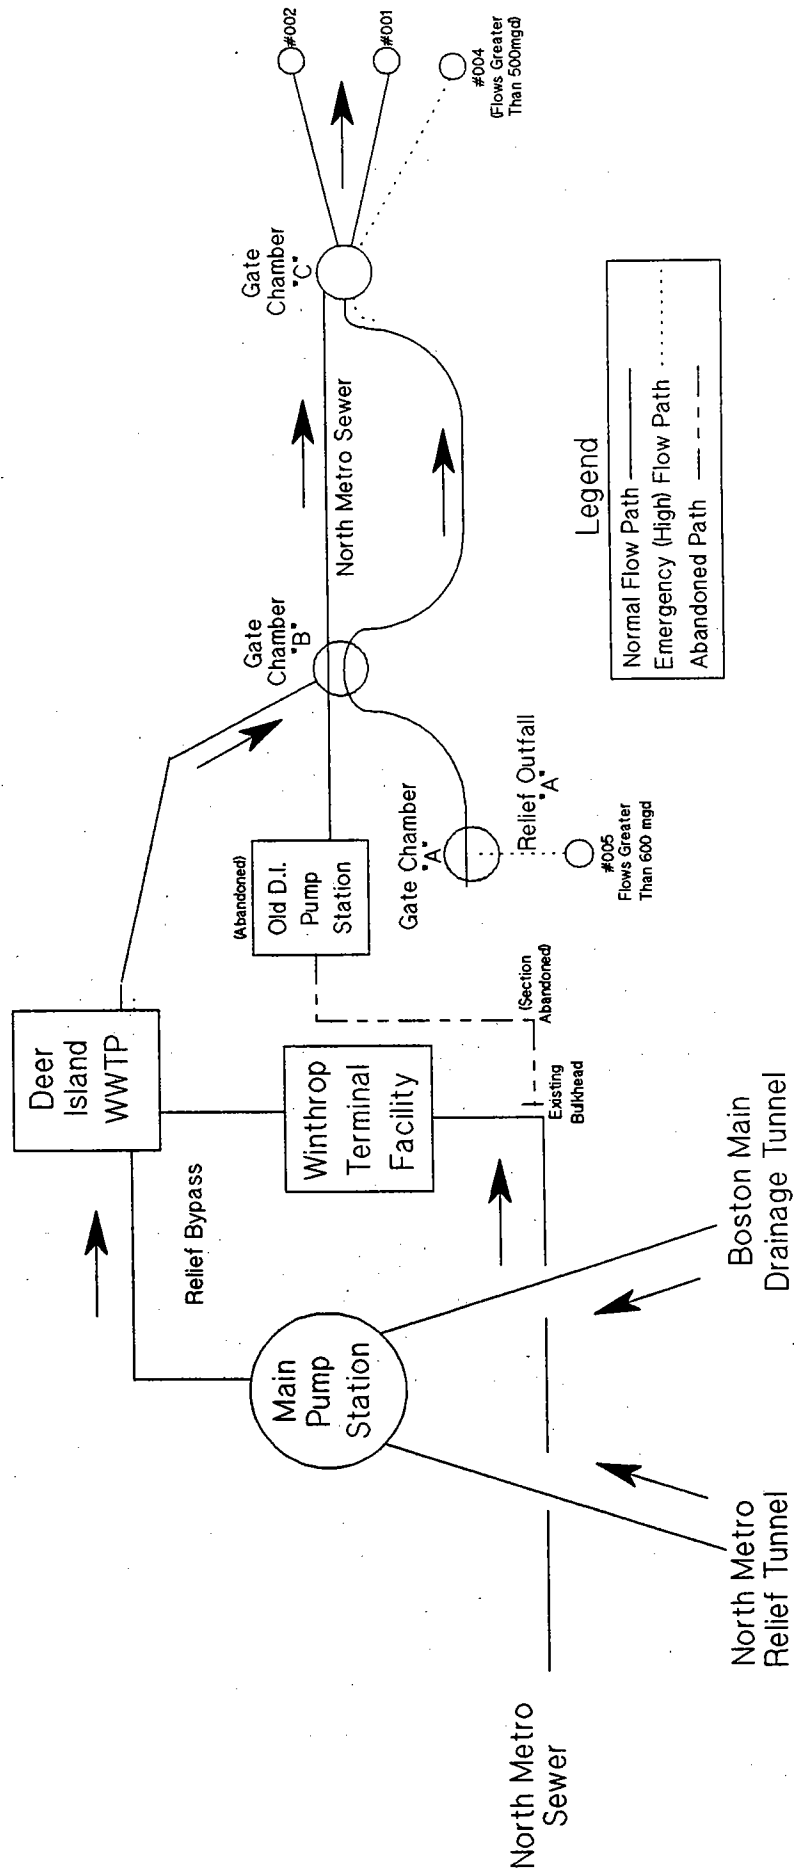 North Metro
Sewer
North Metro
Relief Tunnel
Boston Main
Drainage Tunnel
Main
Pump
Station
Relief Bypass
Deer
Island
WWTP
Winthrop
Terminal
Facility
Existing
Bulkhead
(Section
Abandoned)
(Abandoned)
Old D.I.
Pump
Station
Gate Chamber
"A"
Relief Outfall
"A"
#005
Flows Greater
Than 600 mgd
Gate
Chamber
"B"
North Metro Sewer
Gate
Chamber
"C"
#002
#001
#004
(Flows Greater
Than 500mgd)
Legend
Normal Flow Path
Emergency (High) Flow Path
Abandoned Path